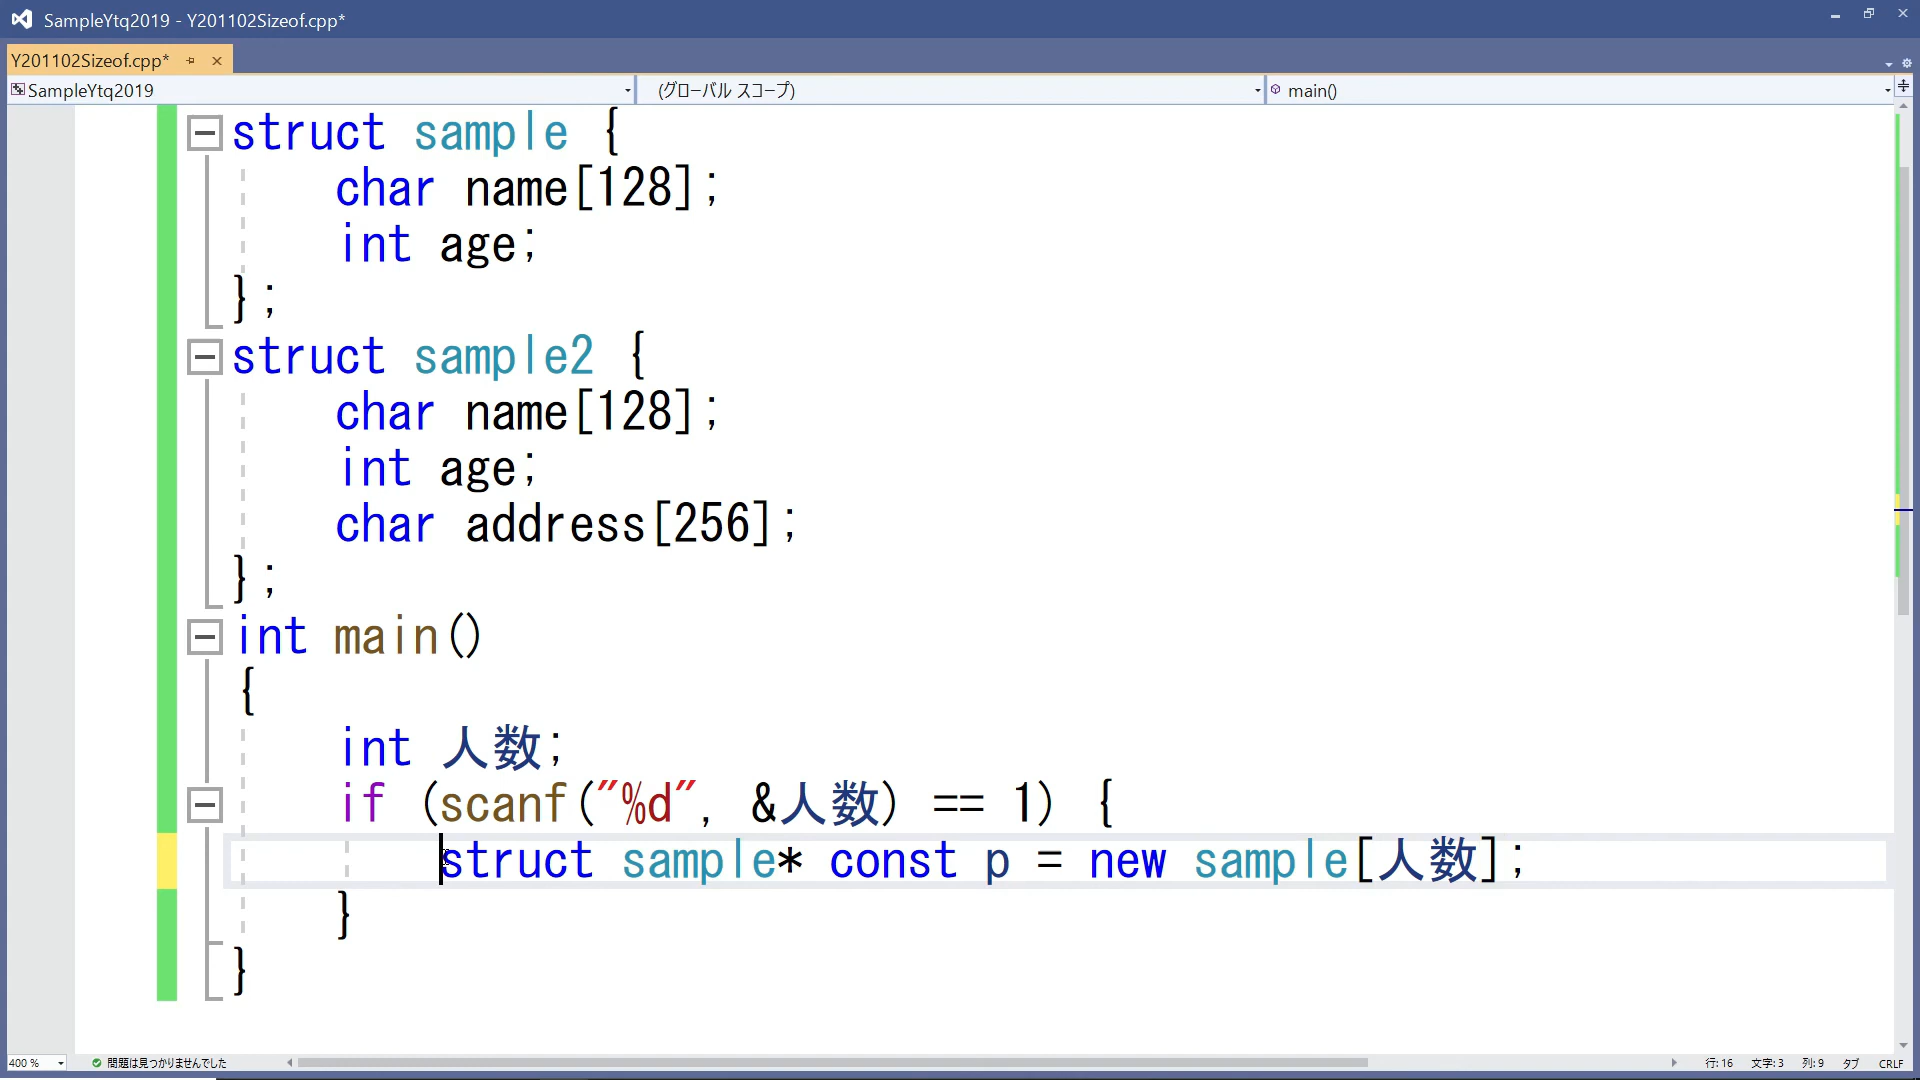 SampleYtq2019 - Y201102Sizeof.cpp*
Y201102Sizeof.cpp*
SampleYtq2019
(グローバル スコープ)
main()
struct sample {
char name[128];
int age;
};
struct sample2 {
char name[128];
int age;
char address[256];
};
int main()
{
int 人数;
if (scanf("%d", &人数) == 1) {
struct sample* const p = new sample[人数];
}
}
400 %
問題は見つかりませんでした
行: 16
文字: 3
列: 9
タブ
CRLF